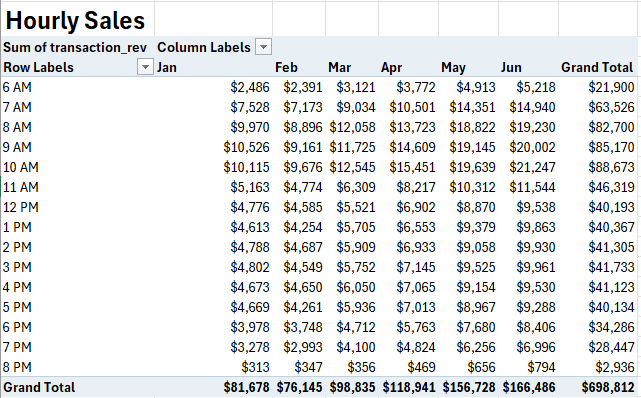 Hourly Sales
Sum of transaction_rev Column Labels
Row Labels Jan Feb Mar Apr May Jun Grand Total
6 AM $2,486 $2,391 $3,121 $3,772 $4,913 $5,218 $21,900
7 AM $7,528 $7,173 $9,034 $10,501 $14,351 $14,940 $63,526
8 AM $9,970 $8,896 $12,058 $13,723 $18,822 $19,230 $82,700
9 AM $10,526 $9,161 $11,725 $14,609 $19,145 $20,002 $85,170
10 AM $10,115 $9,676 $12,545 $15,451 $19,639 $21,247 $88,673
11 AM $5,163 $4,774 $6,309 $8,217 $10,312 $11,544 $46,319
12 PM $4,776 $4,585 $5,521 $6,902 $8,870 $9,538 $40,193
1 PM $4,613 $4,254 $5,705 $6,553 $9,379 $9,863 $40,367
2 PM $4,788 $4,687 $5,909 $6,933 $9,058 $9,930 $41,305
3 PM $4,802 $4,549 $5,752 $7,145 $9,525 $9,961 $41,733
4 PM $4,673 $4,650 $6,050 $7,065 $9,154 $9,530 $41,123
5 PM $4,669 $4,261 $5,936 $7,013 $8,967 $9,288 $40,134
6 PM $3,978 $3,748 $4,712 $5,763 $7,680 $8,406 $34,286
7 PM $3,278 $2,993 $4,100 $4,824 $6,256 $6,996 $28,447
8 PM $313 $347 $356 $469 $656 $794 $2,936
Grand Total $81,678 $76,145 $98,835 $118,941 $156,728 $166,486 $698,812